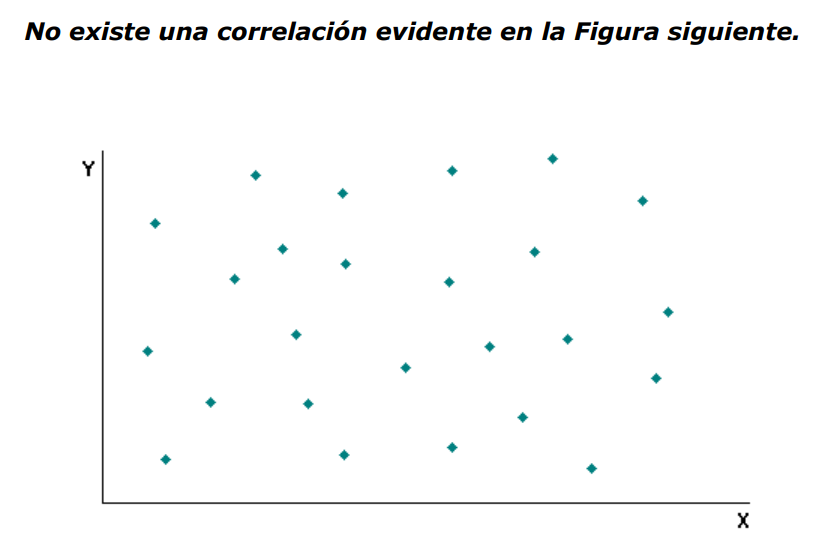 No existe una correlación evidente en la Figura siguiente.
Y
X